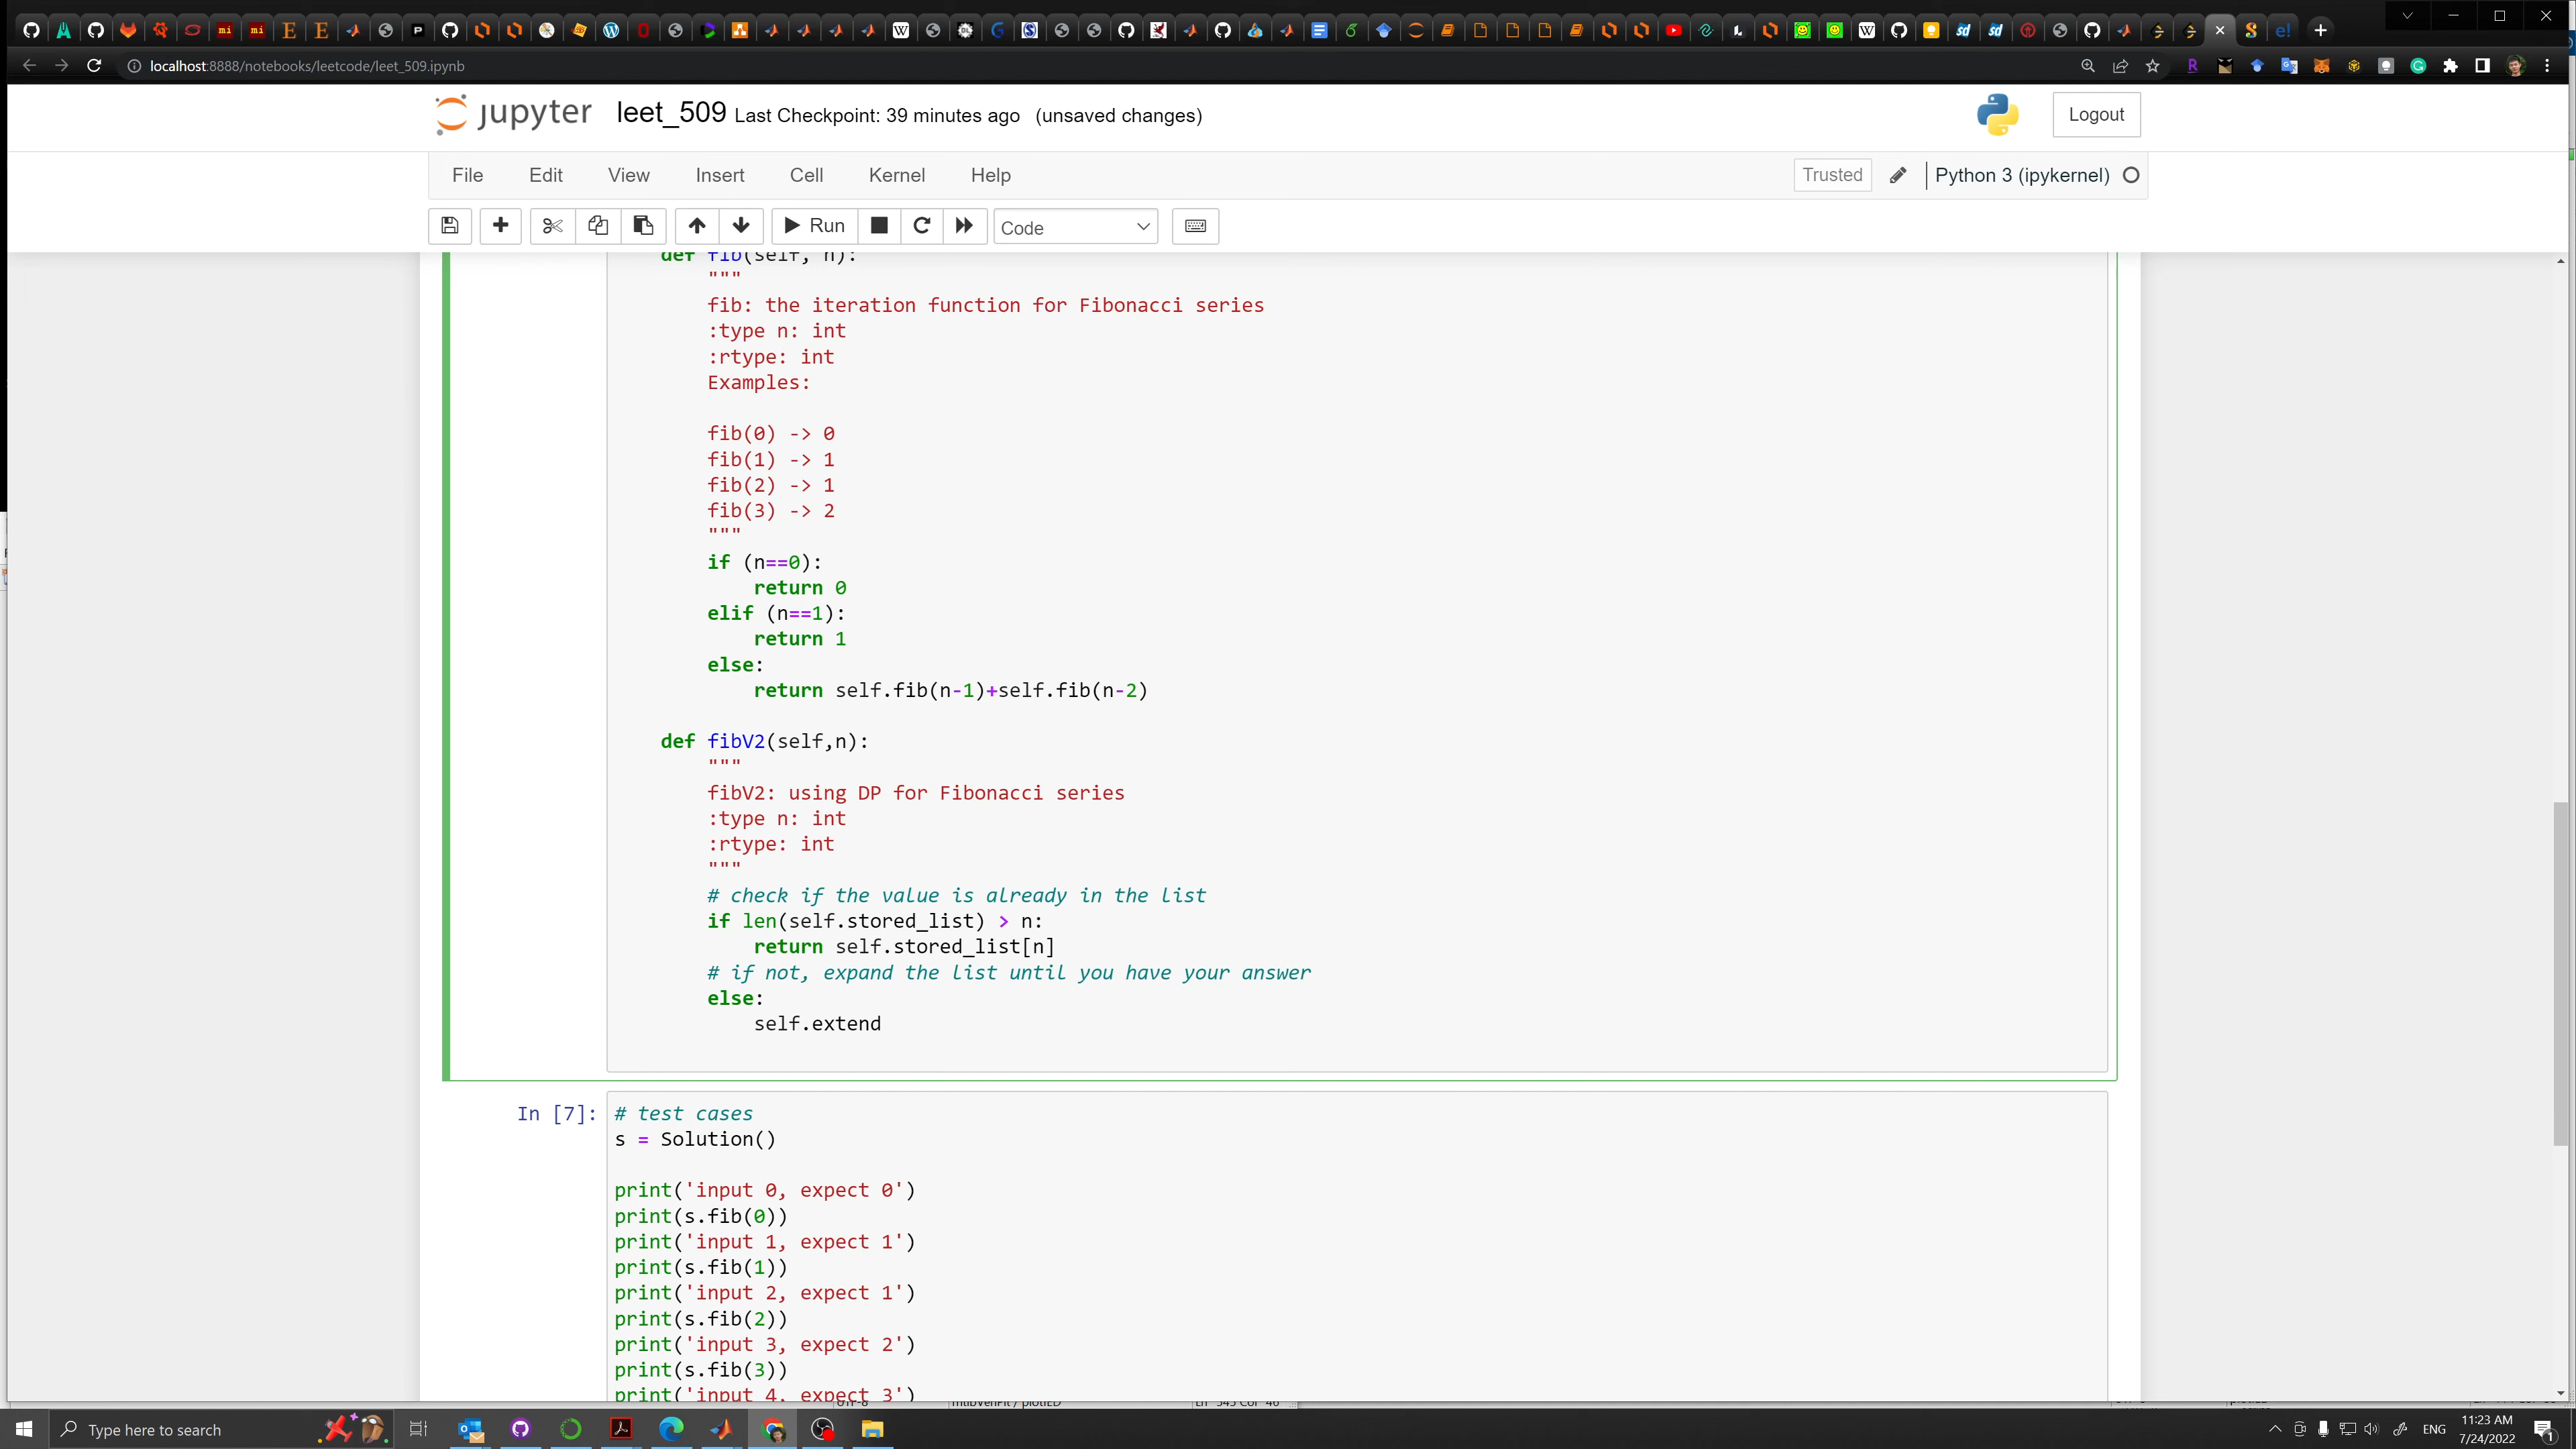 localhost:8888/notebooks/leetcode/leet_509.ipynb
jupyter leet_509 Last Checkpoint: 39 minutes ago (unsaved changes)
Logout
File Edit View Insert Cell Kernel Help
Trusted Python 3 (ipykernel)
Run Code
def fib(self, n):
"""
fib: the iteration function for Fibonacci series
:type n: int
:rtype: int
Examples:
fib(0) -> 0
fib(1) -> 1
fib(2) -> 1
fib(3) -> 2
"""
if (n==0):
return 0
elif (n==1):
return 1
else:
return self.fib(n-1)+self.fib(n-2)
def fibV2(self,n):
"""
fibV2: using DP for Fibonacci series
:type n: int
:rtype: int
"""
# check if the value is already in the list
if len(self.stored_list) > n:
return self.stored_list[n]
# if not, expand the list until you have your answer
else:
self.extend
In [7]: # test cases
s = Solution()
print('input 0, expect 0')
print(s.fib(0))
print('input 1, expect 1')
print(s.fib(1))
print('input 2, expect 1')
print(s.fib(2))
print('input 3, expect 2')
print(s.fib(3))
print('input 4, expect 3')
Type here to search
ENG
11:23 AM
7/24/2022